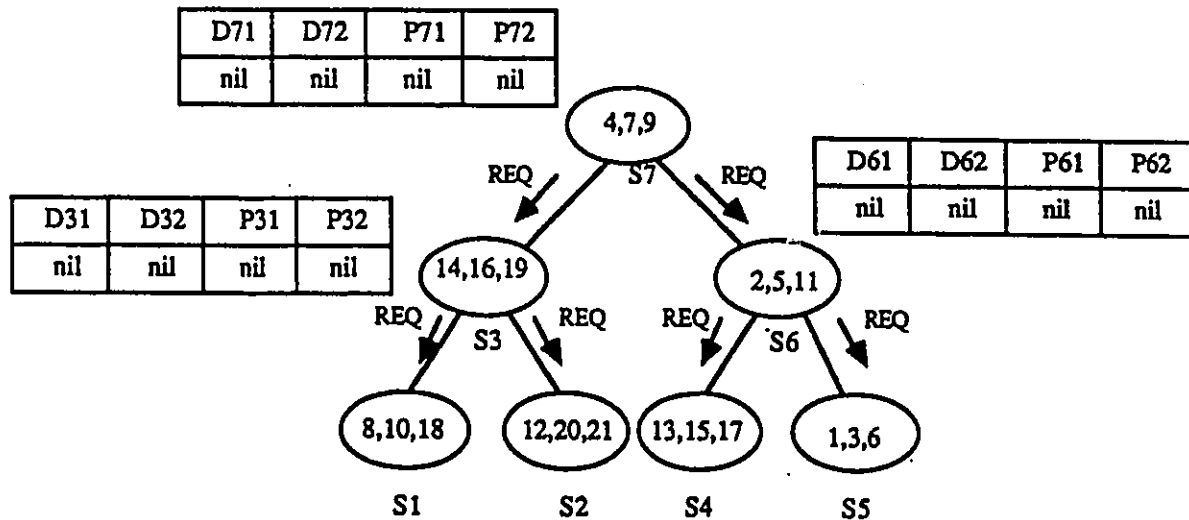 D71 D72 P71 P72
nil nil nil nil
4,7,9
S7
REQ REQ
D61 D62 P61 P62
nil nil nil nil
D31 D32 P31 P32
nil nil nil nil
14,16,19
S3
2,5,11
S6
REQ REQ REQ REQ
8,10,18 12,20,21 13,15,17 1,3,6
S1 S2 S4 S5